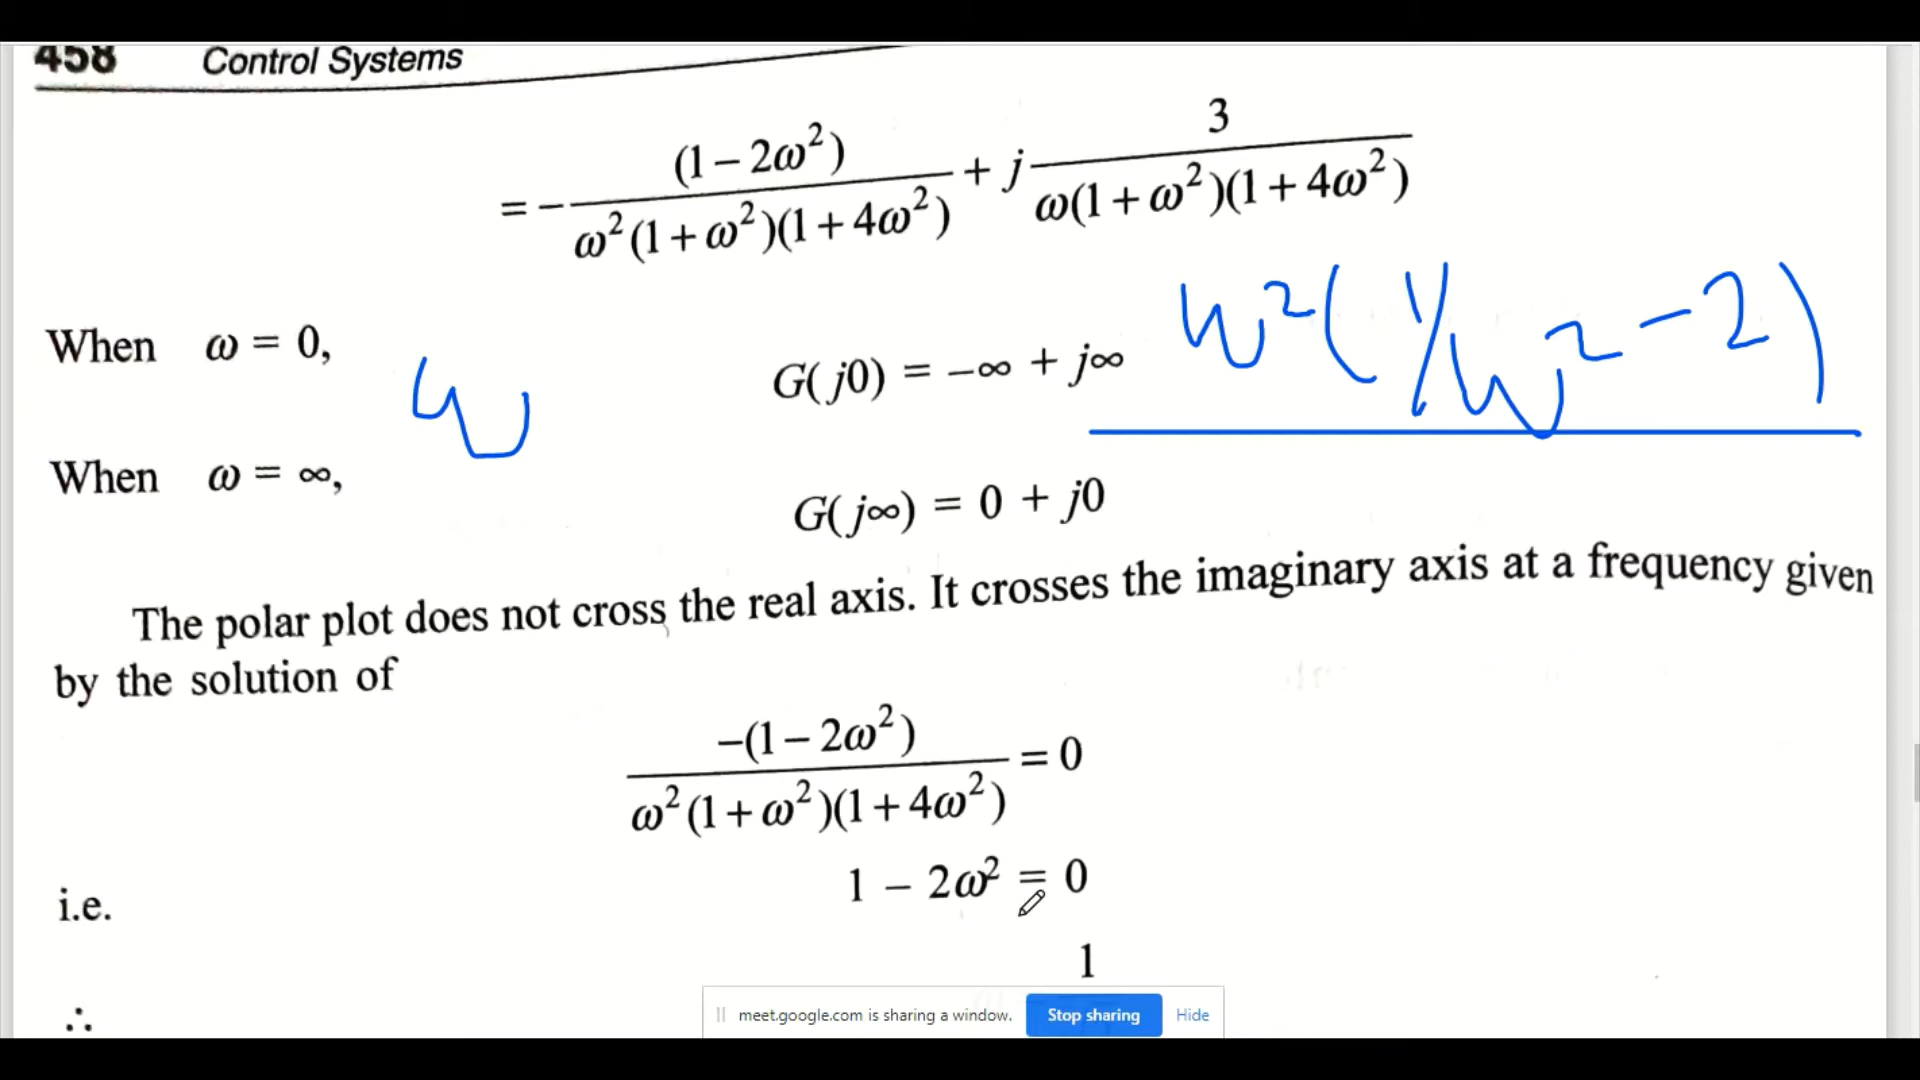 458 Control Systems
= - (1 – 2ω²) / ω²(1 + ω²)(1 + 4ω²) + j 3 / ω(1 + ω²)(1 + 4ω²)
When ω = 0,
G(j0) = –∞ + j∞
w²(1/w² – 2)
w
When ω = ∞,
G(j∞) = 0 + j0
The polar plot does not cross the real axis. It crosses the imaginary axis at a frequency given
by the solution of
–(1 – 2ω²) / ω²(1 + ω²)(1 + 4ω²) = 0
i.e. 1 – 2ω² = 0
∴ 1
meet.google.com is sharing a window. Stop sharing Hide